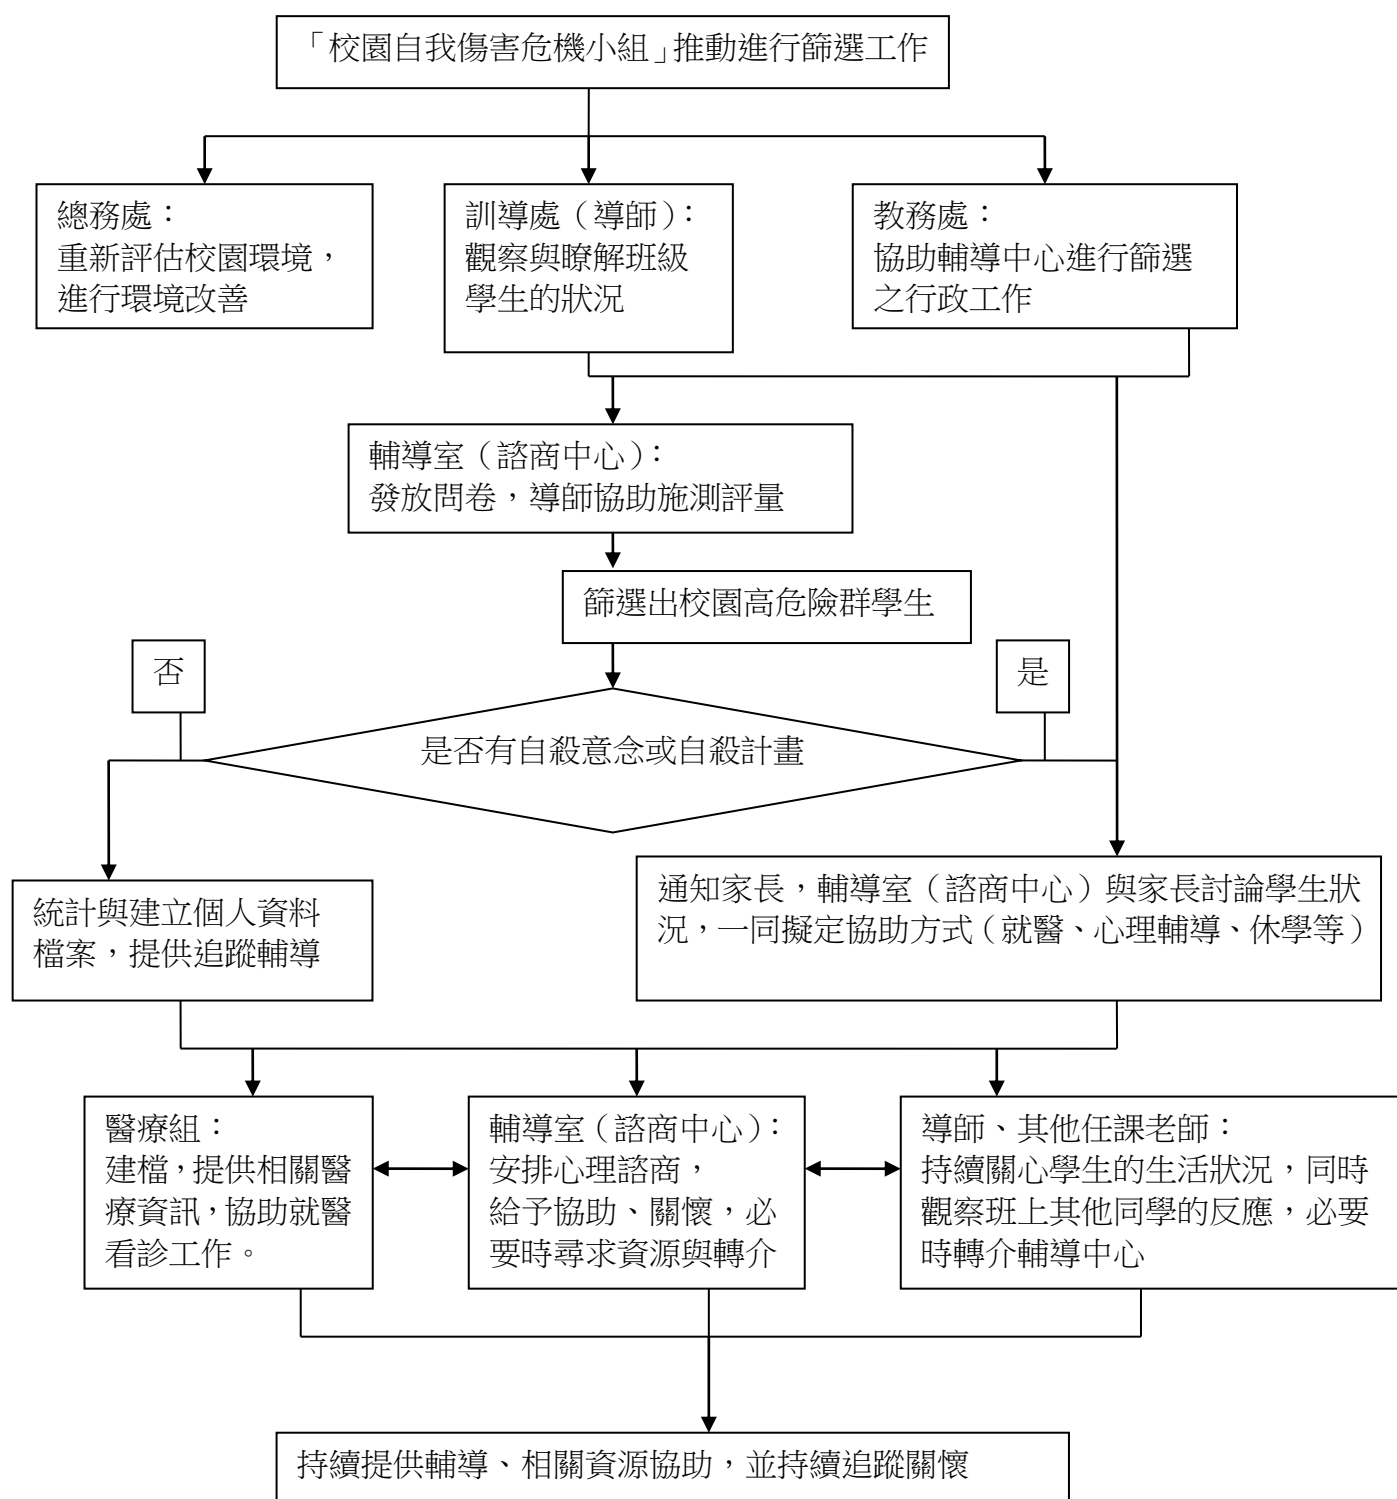 「校園自我傷害危機小組」推動進行篩選工作
總務處：
重新評估校園環境，
進行環境改善
訓導處（導師）：
觀察與瞭解班級
學生的狀況
教務處：
協助輔導中心進行篩選
之行政工作
輔導室（諮商中心）：
發放問卷，導師協助施測評量
篩選出校園高危險群學生
否
是
是否有自殺意念或自殺計畫
統計與建立個人資料
檔案，提供追蹤輔導
通知家長，輔導室（諮商中心）與家長討論學生狀
況，一同擬定協助方式（就醫、心理輔導、休學等）
醫療組：
建檔，提供相關醫
療資訊，協助就醫
看診工作。
輔導室（諮商中心）：
安排心理諮商，
給予協助、關懷，必
要時尋求資源與轉介
導師、其他任課老師：
持續關心學生的生活狀況，同時
觀察班上其他同學的反應，必要
時轉介輔導中心
持續提供輔導、相關資源協助，並持續追蹤關懷